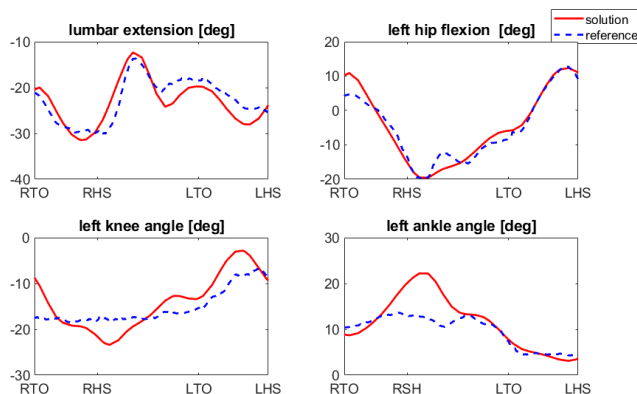 lumbar extension [deg]
left hip flexion [deg]
solution
reference
-10
-20
-30
-40
RTO RHS LTO LHS
20
10
0
-10
-20
RTO RHS LTO LHS
left knee angle [deg]
left ankle angle [deg]
0
-10
-20
-30
RTO RHS LTO LHS
30
20
10
0
RTO RSH LTO LHS